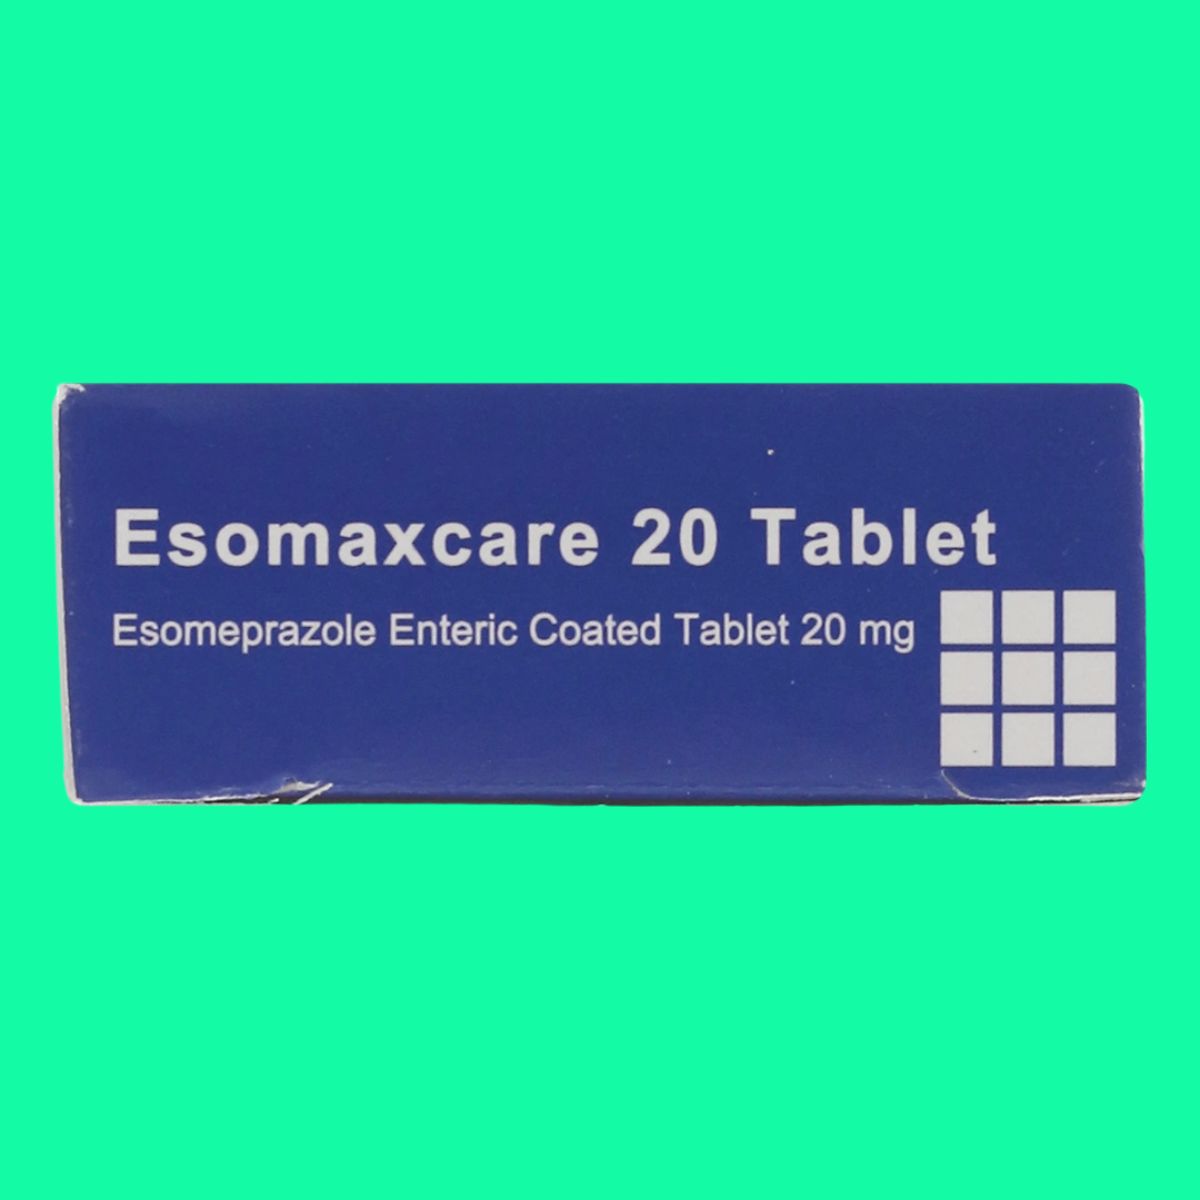 Esomaxcare 20 Tablet
Esomeprazole Enteric Coated Tablet 20 mg